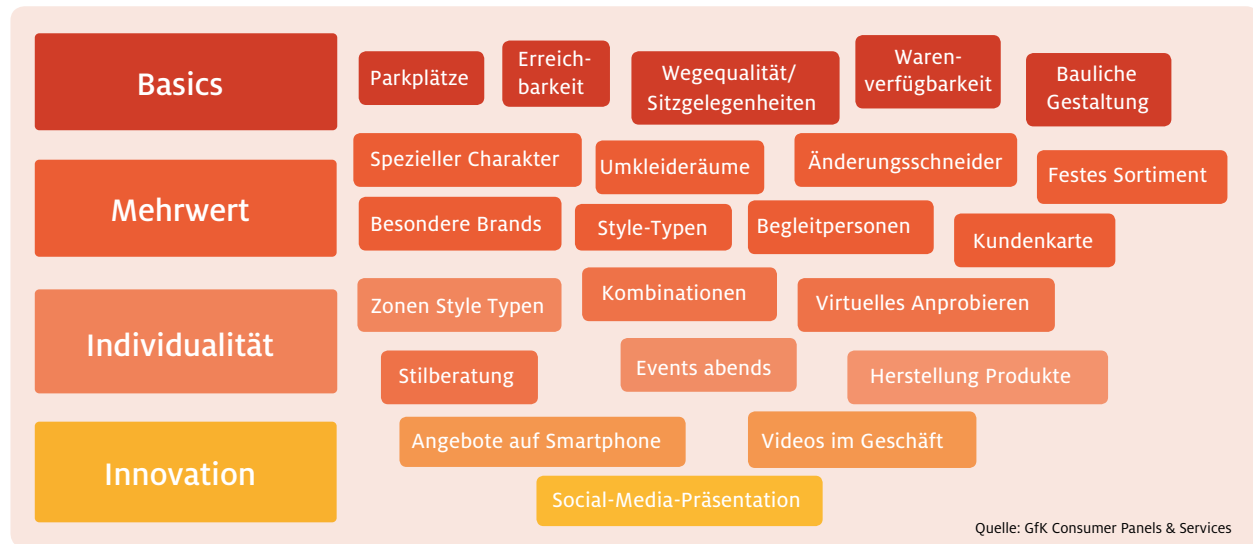 Basics
Parkplätze
Erreich-
barkeit
Wegequalität/
Sitzgelegenheiten
Waren-
verfügbarkeit
Bauliche
Gestaltung
Mehrwert
Spezieller Charakter
Umkleideräume
Änderungsschneider
Festes Sortiment
Besondere Brands
Style-Typen
Begleitpersonen
Kundenkarte
Individualität
Zonen Style Typen
Kombinationen
Virtuelles Anprobieren
Stilberatung
Events abends
Herstellung Produkte
Innovation
Angebote auf Smartphone
Videos im Geschäft
Social-Media-Präsentation
Quelle: GfK Consumer Panels & Services